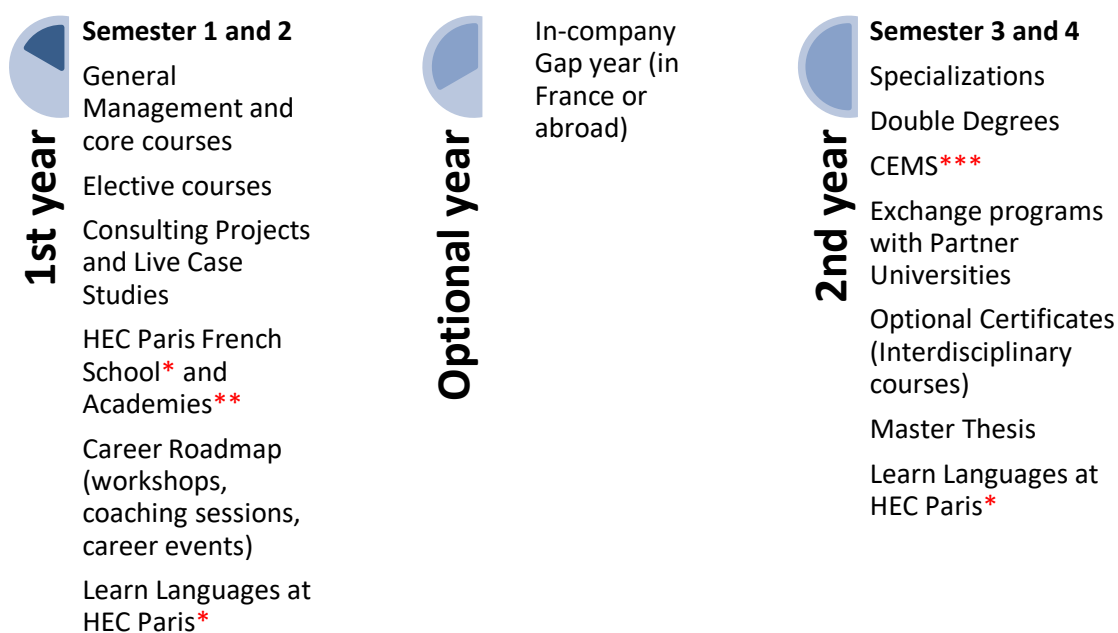 1st year
Semester 1 and 2
General
Management and
core courses
Elective courses
Consulting Projects
and Live Case
Studies
HEC Paris French
School* and
Academies**
Career Roadmap
(workshops,
coaching sessions,
career events)
Learn Languages at
HEC Paris*
Optional year
In-company
Gap year (in
France or
abroad)
2nd year
Semester 3 and 4
Specializations
Double Degrees
CEMS***
Exchange programs
with Partner
Universities
Optional Certificates
(Interdisciplinary
courses)
Master Thesis
Learn Languages at
HEC Paris*